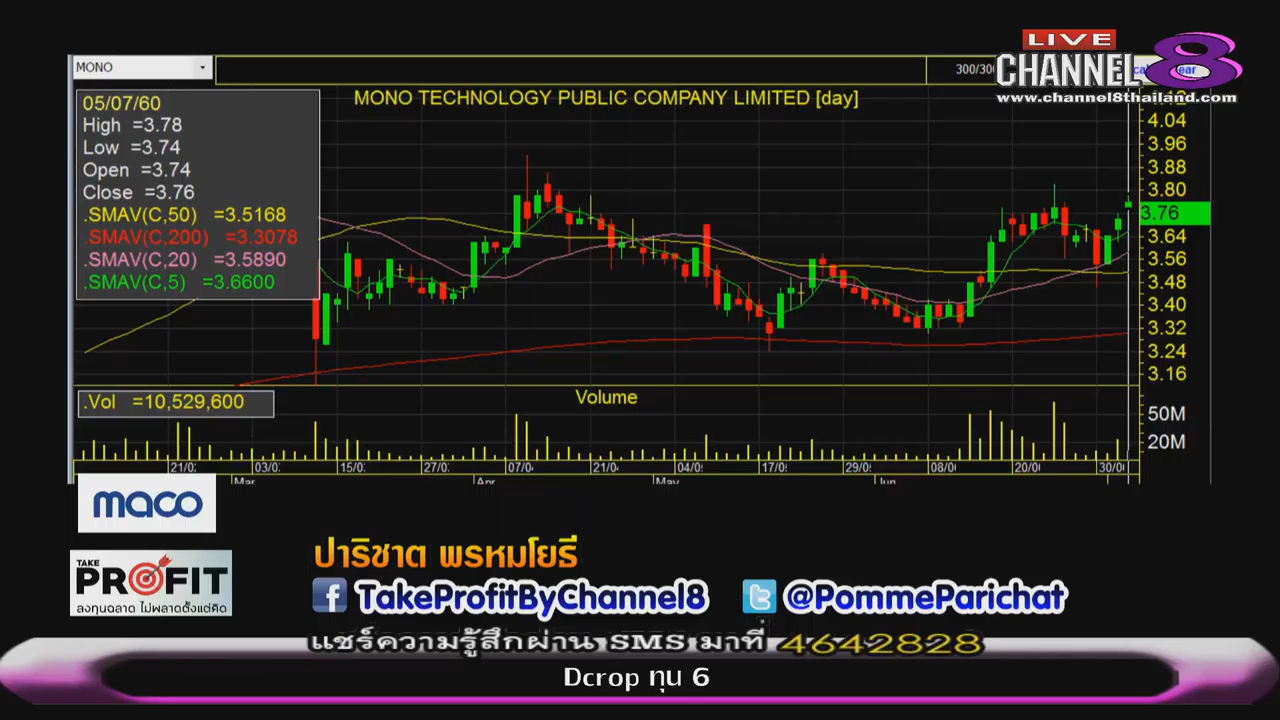 MONO
300/300
LIVE
CHANNEL 8
www.channel8thailand.com
MONO TECHNOLOGY PUBLIC COMPANY LIMITED [day]
05/07/60
High =3.78
Low =3.74
Open =3.74
Close =3.76
.SMAV(C,50) =3.5168
.SMAV(C,200) =3.3078
.SMAV(C,20) =3.5890
.SMAV(C,5) =3.6600
4.04
3.96
3.88
3.80
3.76
3.64
3.56
3.48
3.40
3.32
3.24
3.16
.Vol =10,529,600
Volume
50M
20M
21/02 03/03 15/03 27/03 07/04 21/04 04/05 17/05 29/05 08/06 20/06 30/06
Mar Apr May Jun
maco
TAKE
PROFIT
ลงทุนฉลาด ไม่พลาดตั้งแต่คิด
ปาริชาต พรหมโยธี
TakeProfitByChannel8 @PommeParichat
แชร์ความรู้สึกผ่าน SMS มาที่ 4642828
Dcrop ทุน 6